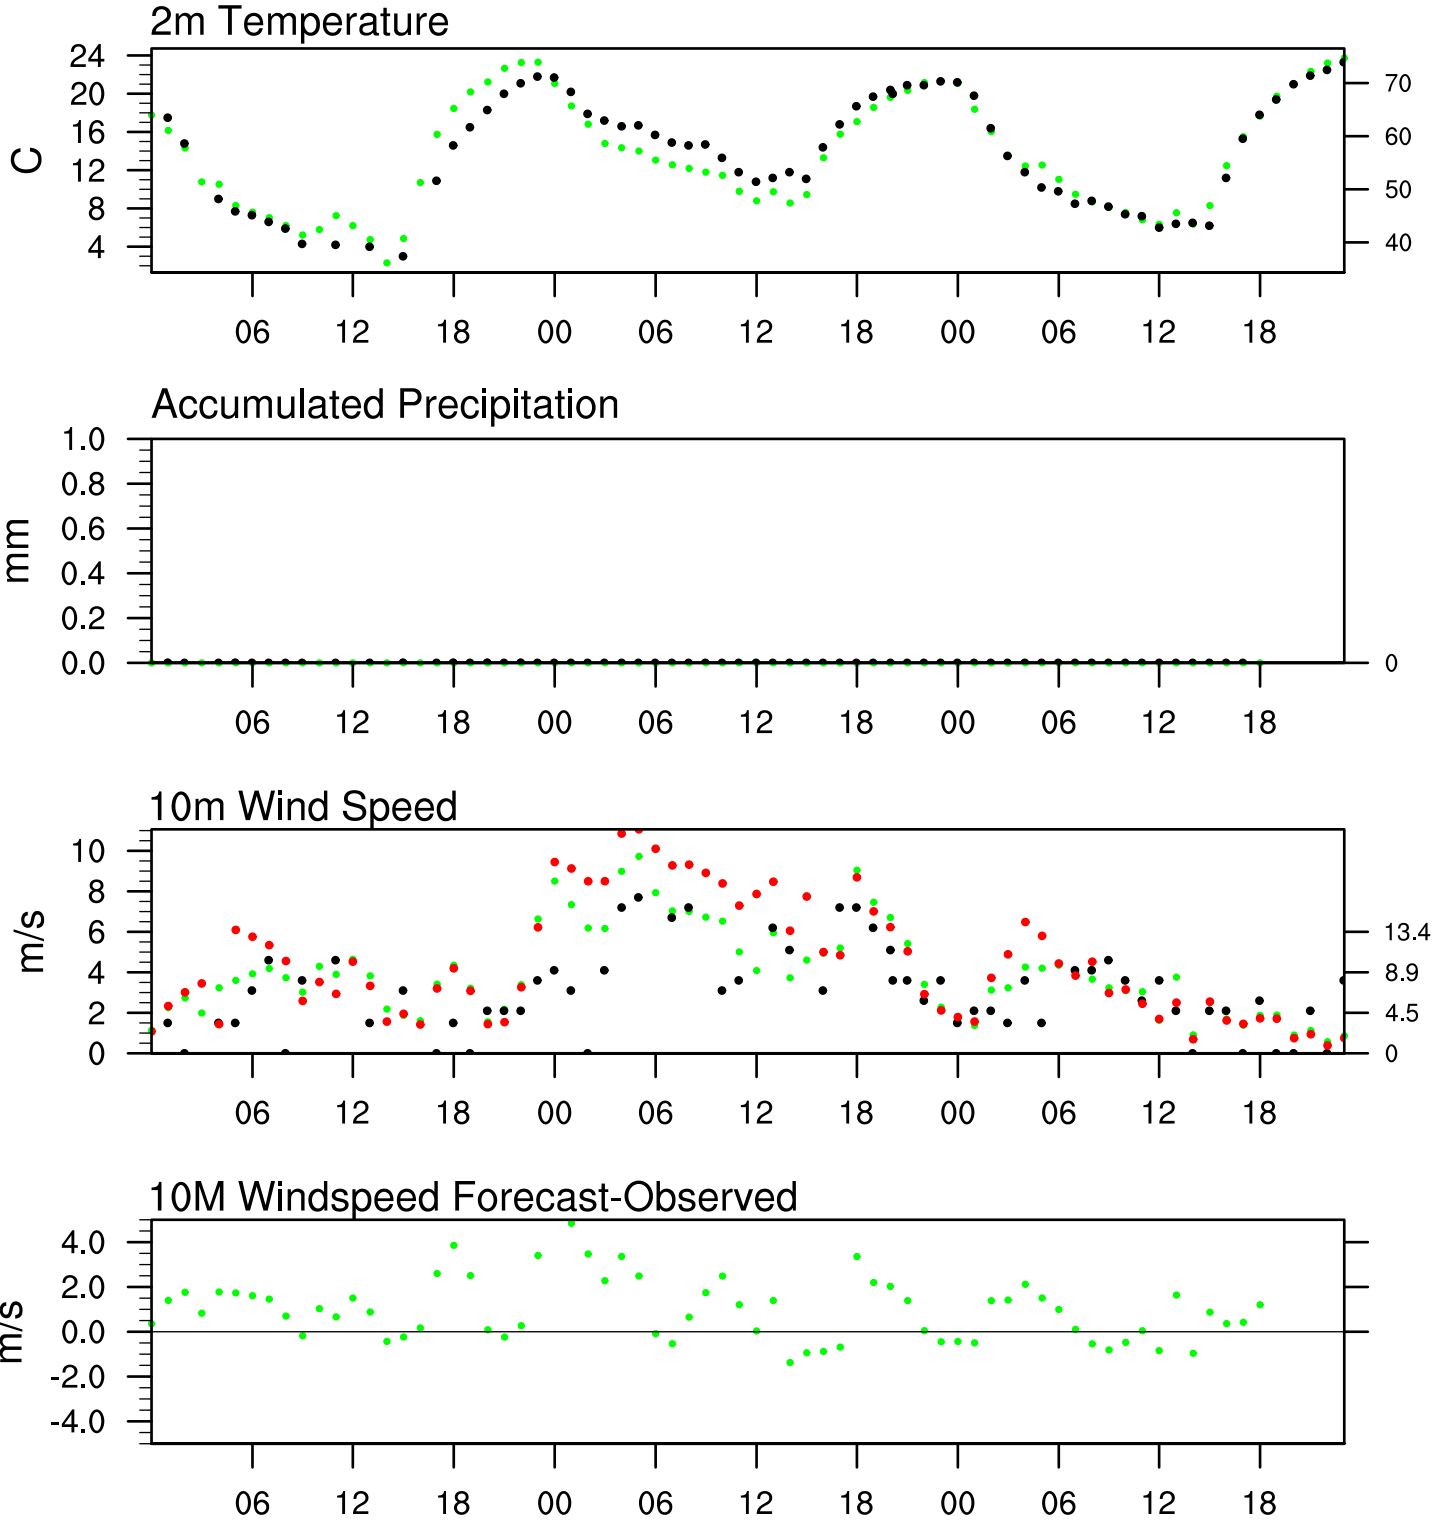 2m Temperature
24
20
16
12
8
4
C
70
60
50
40
06 12 18 00 06 12 18 00 06 12 18
Accumulated Precipitation
1.0
0.8
0.6
0.4
0.2
0.0
mm
0
06 12 18 00 06 12 18 00 06 12 18
10m Wind Speed
10
8
6
4
2
0
m/s
13.4
8.9
4.5
0
06 12 18 00 06 12 18 00 06 12 18
10M Windspeed Forecast-Observed
4.0
2.0
0.0
-2.0
-4.0
m/s
06 12 18 00 06 12 18 00 06 12 18